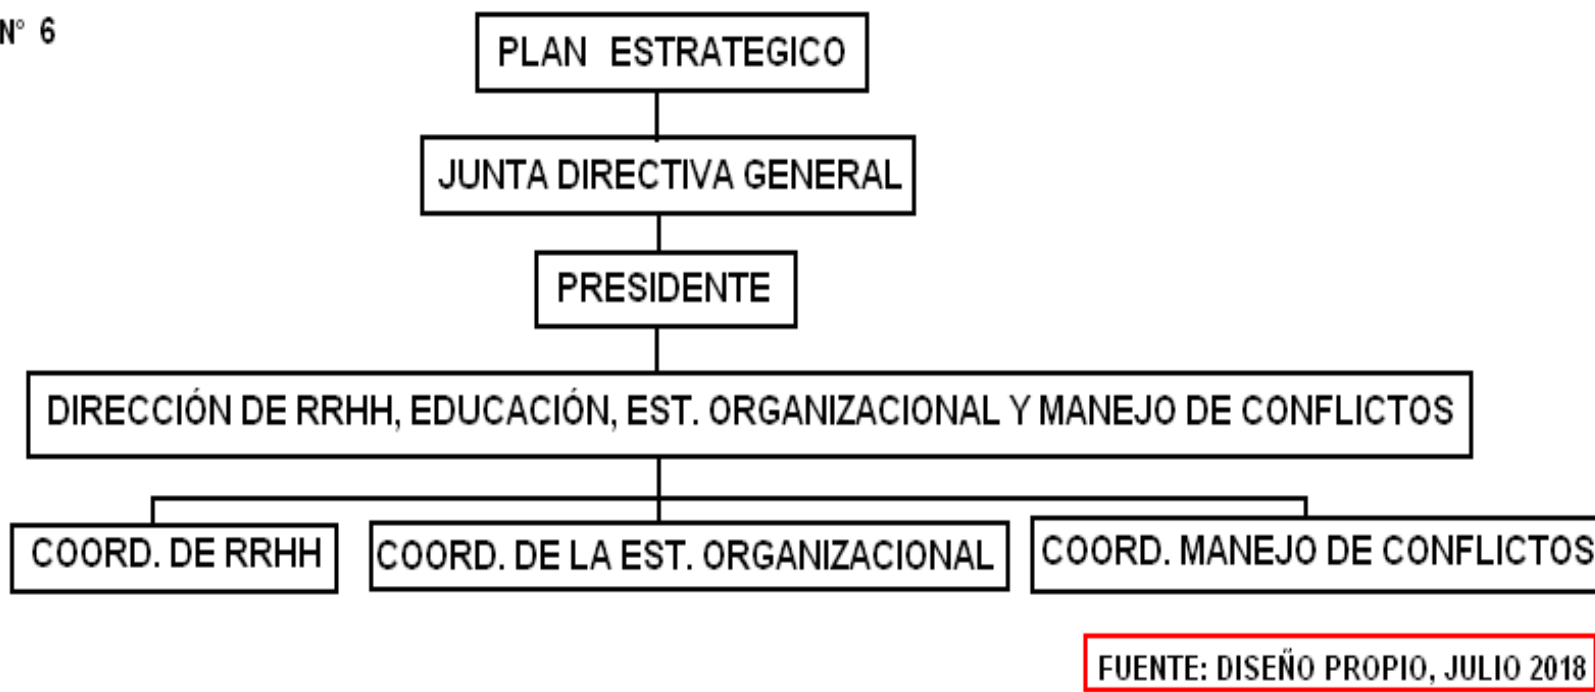 N° 6
PLAN ESTRATEGICO
JUNTA DIRECTIVA GENERAL
PRESIDENTE
DIRECCIÓN DE RRHH, EDUCACIÓN, EST. ORGANIZACIONAL Y MANEJO DE CONFLICTOS
COORD. DE RRHH
COORD. DE LA EST. ORGANIZACIONAL
COORD. MANEJO DE CONFLICTOS
FUENTE: DISEÑO PROPIO, JULIO 2018